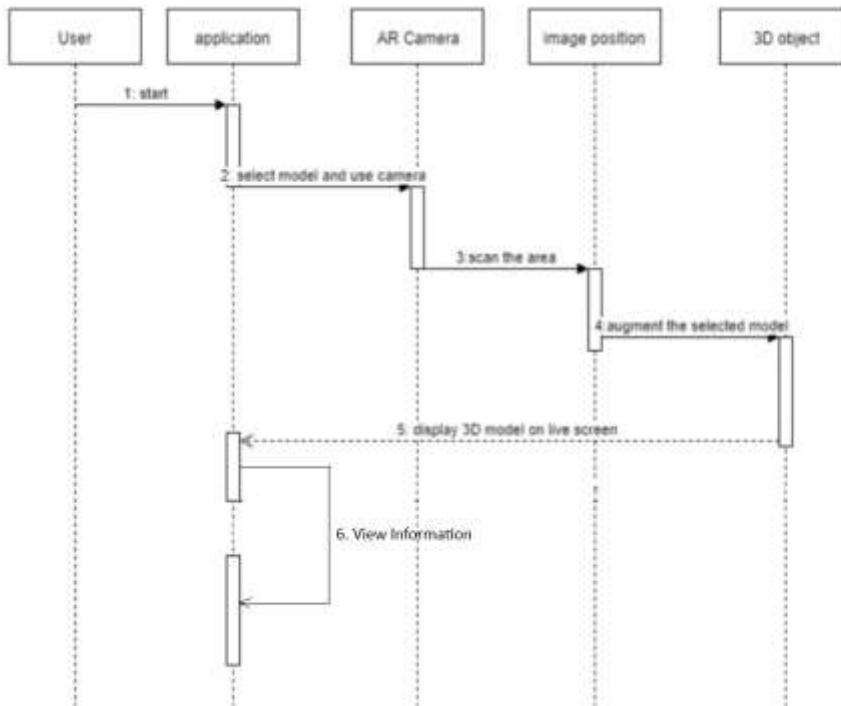 User
application
AR Camera
image position
3D object
1: start
2: select model and use camera
3:scan the area
4:augment the selected model
5: display 3D model on live screen
6. View Information